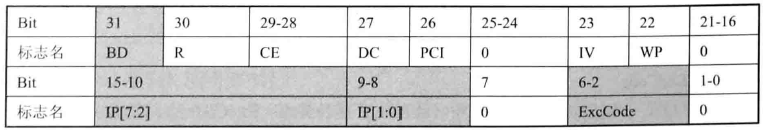 Bit 31 30 29-28 27 26 25-24 23 22 21-16
标志名 BD R CE DC PCI 0 IV WP 0
Bit 15-10 9-8 7 6-2 1-0
标志名 IP[7:2] IP[1:0] 0 ExcCode 0